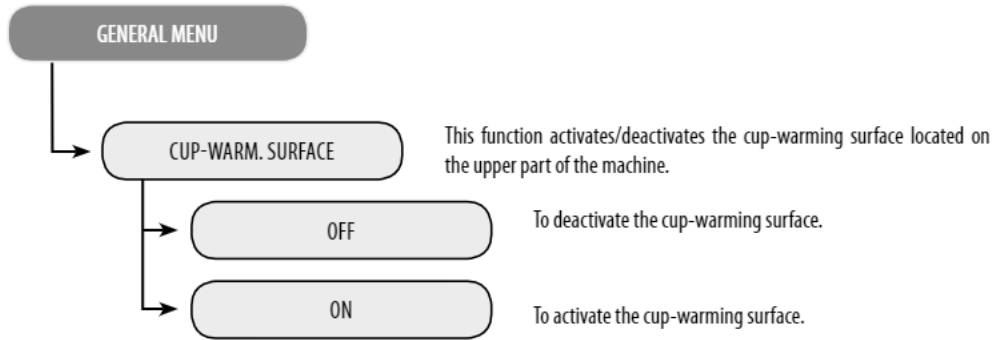 GENERAL MENU
CUP-WARM. SURFACE
This function activates/deactivates the cup-warming surface located on
the upper part of the machine.
OFF
To deactivate the cup-warming surface.
ON
To activate the cup-warming surface.